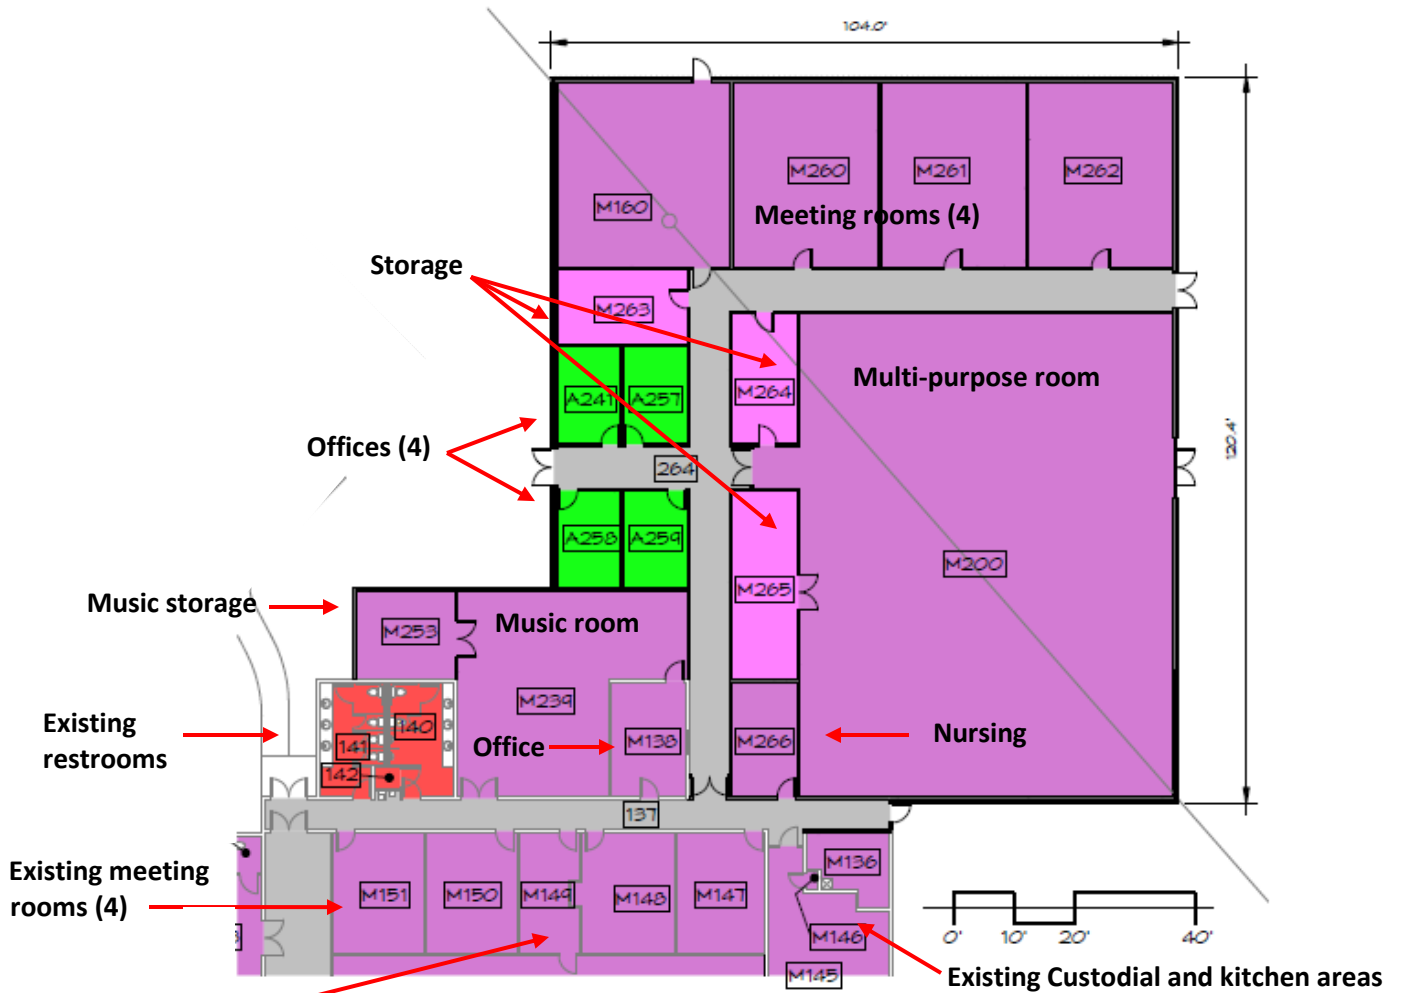 104.0'
M260
M261
M262
M160
Meeting rooms (4)
Storage
M263
Multi-purpose room
A241
A257
M264
120.4'
Offices (4)
264
A258
A259
M200
M265
Music storage
M253
Music room
M239
Existing
restrooms
140
141
142
Office
M138
M266
Nursing
137
Existing meeting
rooms (4)
M151
M150
M149
M148
M147
M136
M146
M145
0'
10'
20'
40'
Existing Custodial and kitchen areas